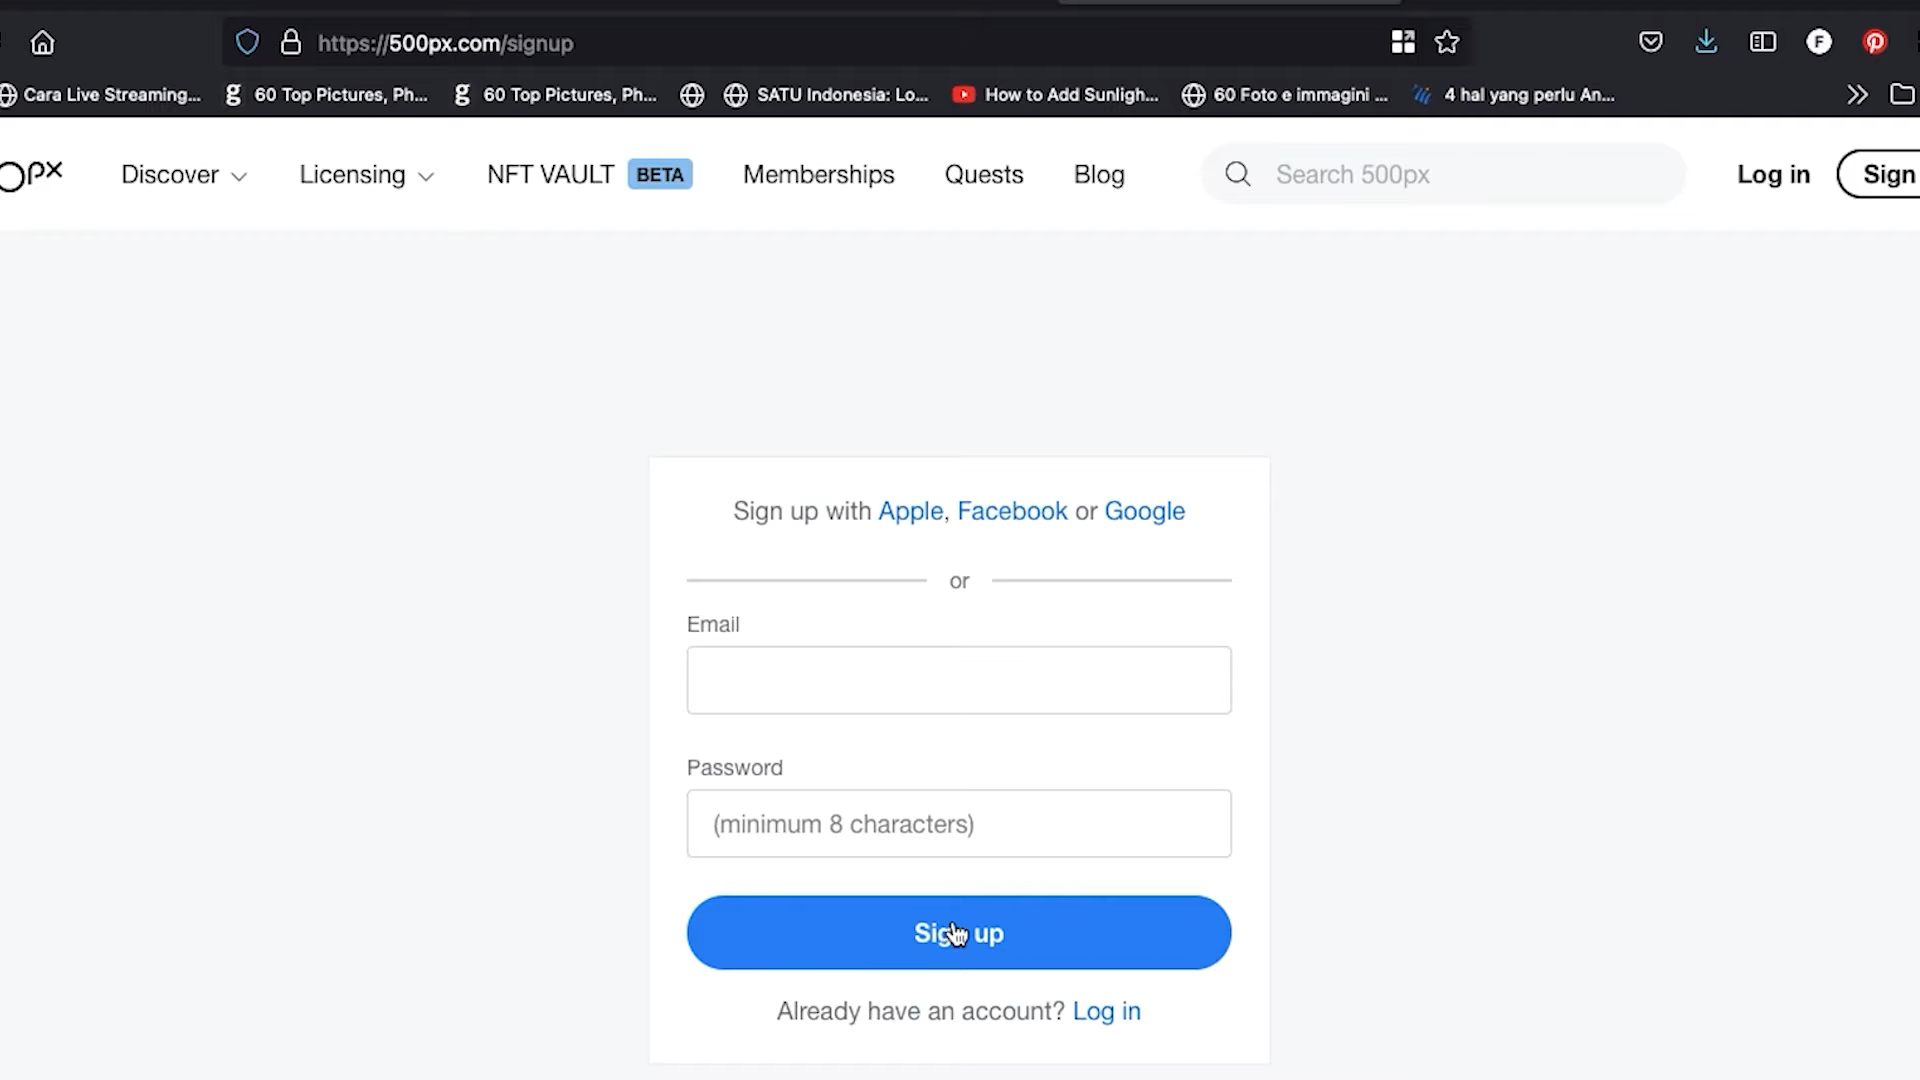 https://500px.com/signup
F
Cara Live Streaming... g 60 Top Pictures, Ph... g 60 Top Pictures, Ph... SATU Indonesia: Lo... How to Add Sunligh... 60 Foto e immagini ... 4 hal yang perlu An...
px Discover Licensing NFT VAULT BETA Memberships Quests Blog Search 500px Log in Sign
Sign up with Apple, Facebook or Google
or
Email
Password
(minimum 8 characters)
Sign up
Already have an account? Log in